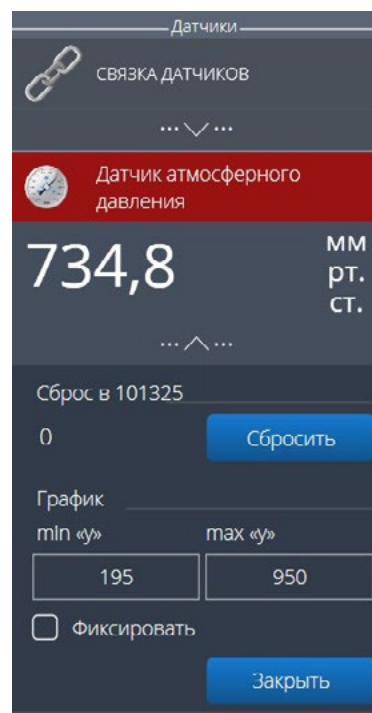 Датчики
СВЯЗКА ДАТЧИКОВ
Датчик атмосферного
давления
734,8 мм
рт.
ст.
Сброс в 101325
0 Сбросить
График
min «y» max «y»
195 950
Фиксировать
Закрыть